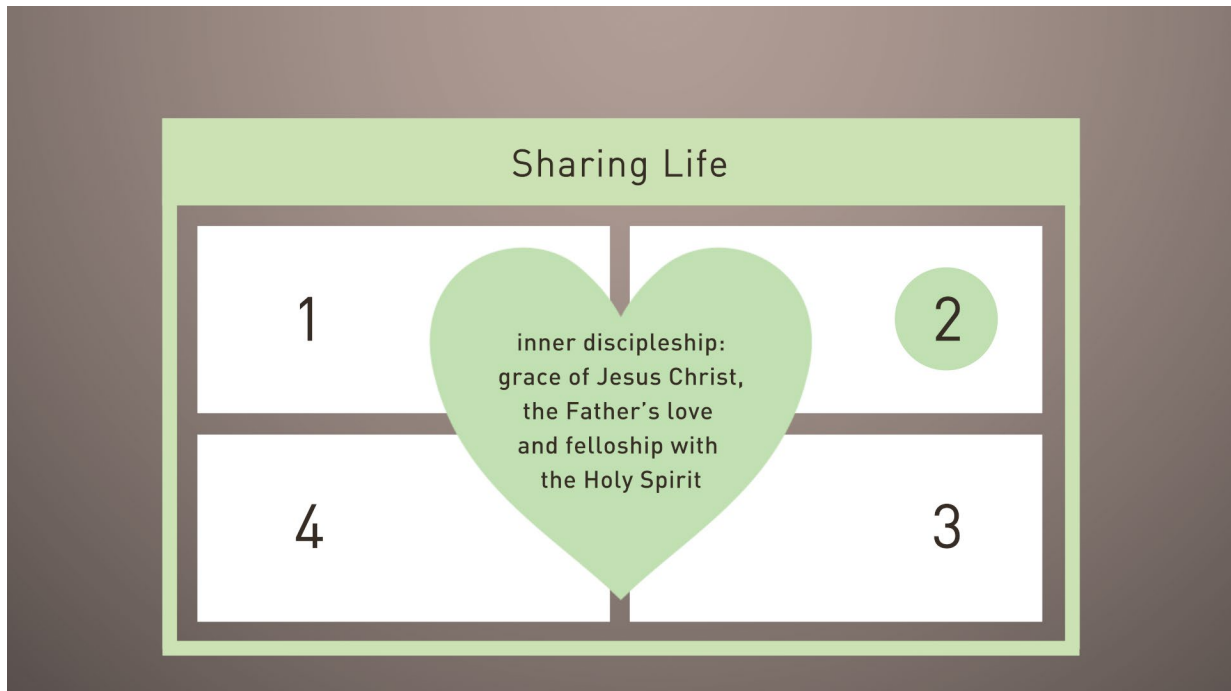 Sharing Life
1
2
inner discipleship:
grace of Jesus Christ,
the Father's love
and felloship with
the Holy Spirit
4
3